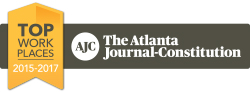 TOP
WORK
PLACES
2015-2017
AJC
The Atlanta
Journal-Constitution